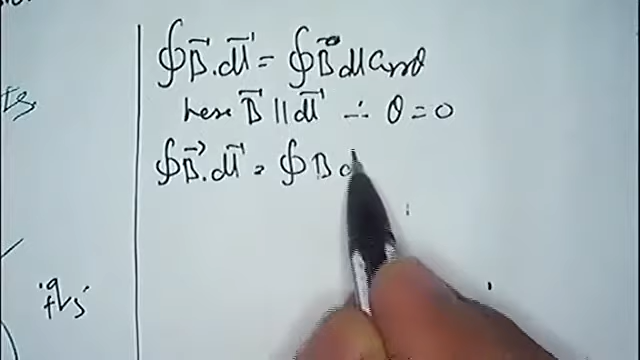 ∮B⃗.dl⃗ = ∮B⃗ dl cosθ
here B⃗ || dl⃗ ∴ θ = 0
∮B⃗.dl⃗ = ∮B d